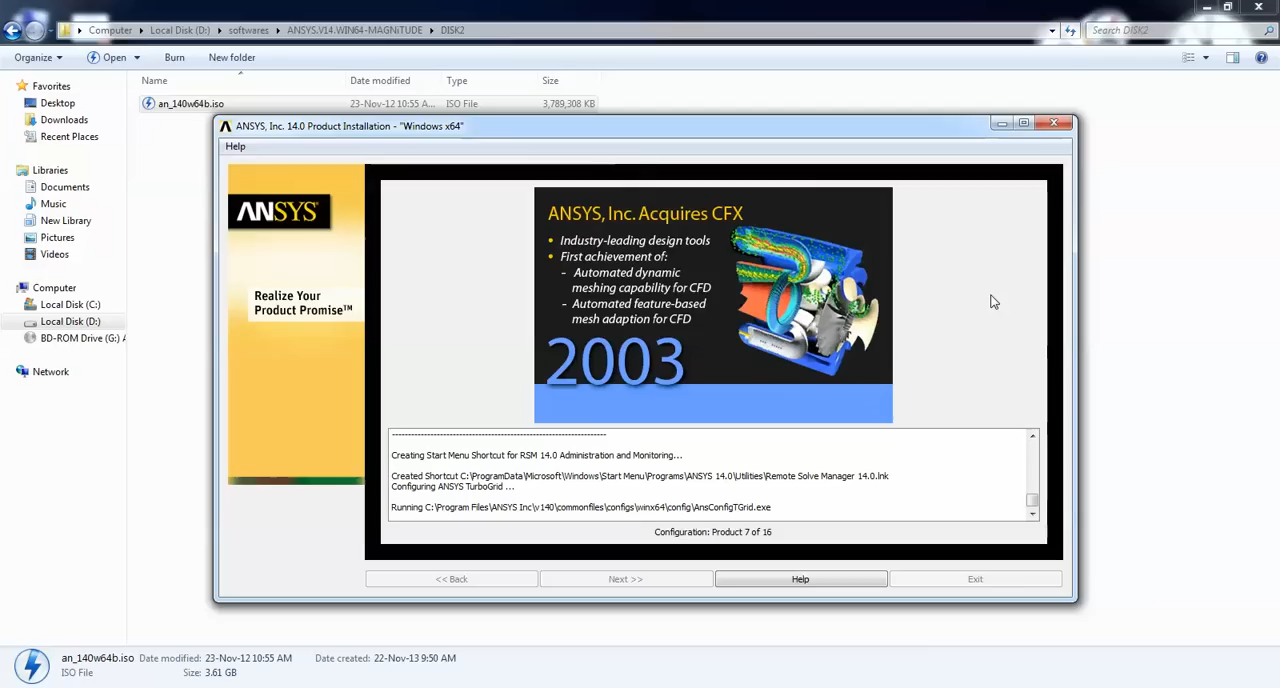 Computer Local Disk (D:) softwares ANSYS.V14.WIN64-MAGNiTUDE DISK2
Search DISK2
Organize Open Burn New folder
Name Date modified Type Size
Favorites
Desktop
Downloads
Recent Places
Libraries
Documents
Music
New Library
Pictures
Videos
Computer
Local Disk (C:)
Local Disk (D:)
BD-ROM Drive (G:) A
Network
an_140w64b.iso 23-Nov-12 10:55 A... ISO File 3,789,308 KB
ANSYS, Inc. 14.0 Product Installation - "Windows x64"
Help
ANSYS®
Realize Your
Product Promise™
ANSYS, Inc. Acquires CFX
• Industry-leading design tools
• First achievement of:
- Automated dynamic
meshing capability for CFD
- Automated feature-based
mesh adaption for CFD
2003
-------------------------------------------------------------------
Creating Start Menu Shortcut for RSM 14.0 Administration and Monitoring...
Created Shortcut C:\ProgramData\Microsoft\Windows\Start Menu\Programs\ANSYS 14.0\Utilities\Remote Solve Manager 14.0.lnk
Configuring ANSYS TurboGrid ...
Running C:\Program Files\ANSYS Inc\v140\commonfiles\configs\winx64\config\AnsConfigTGrid.exe
Configuration: Product 7 of 16
<< Back Next >> Help Exit
an_140w64b.iso Date modified: 23-Nov-12 10:55 AM Date created: 22-Nov-13 9:50 AM
ISO File Size: 3.61 GB